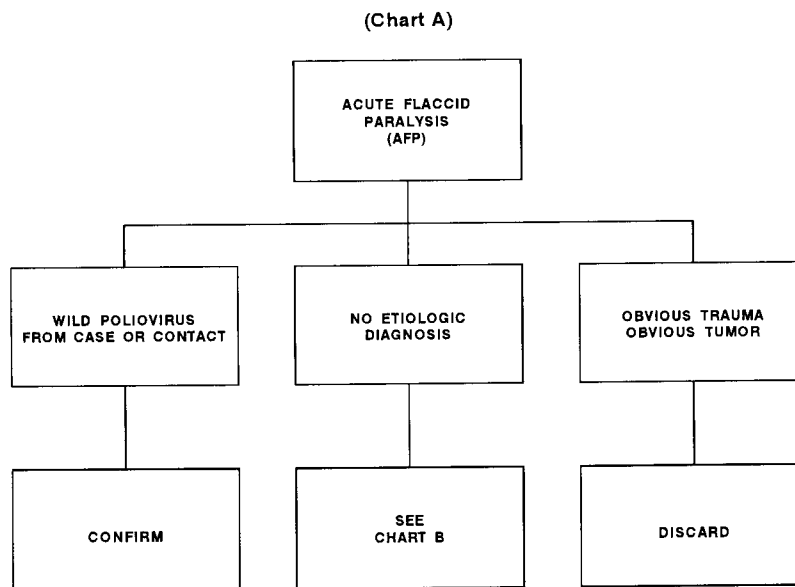 (Chart A)
ACUTE FLACCID
PARALYSIS
(AFP)
WILD POLIOVIRUS
FROM CASE OR CONTACT
NO ETIOLOGIC
DIAGNOSIS
OBVIOUS TRAUMA
OBVIOUS TUMOR
CONFIRM
SEE
CHART B
DISCARD